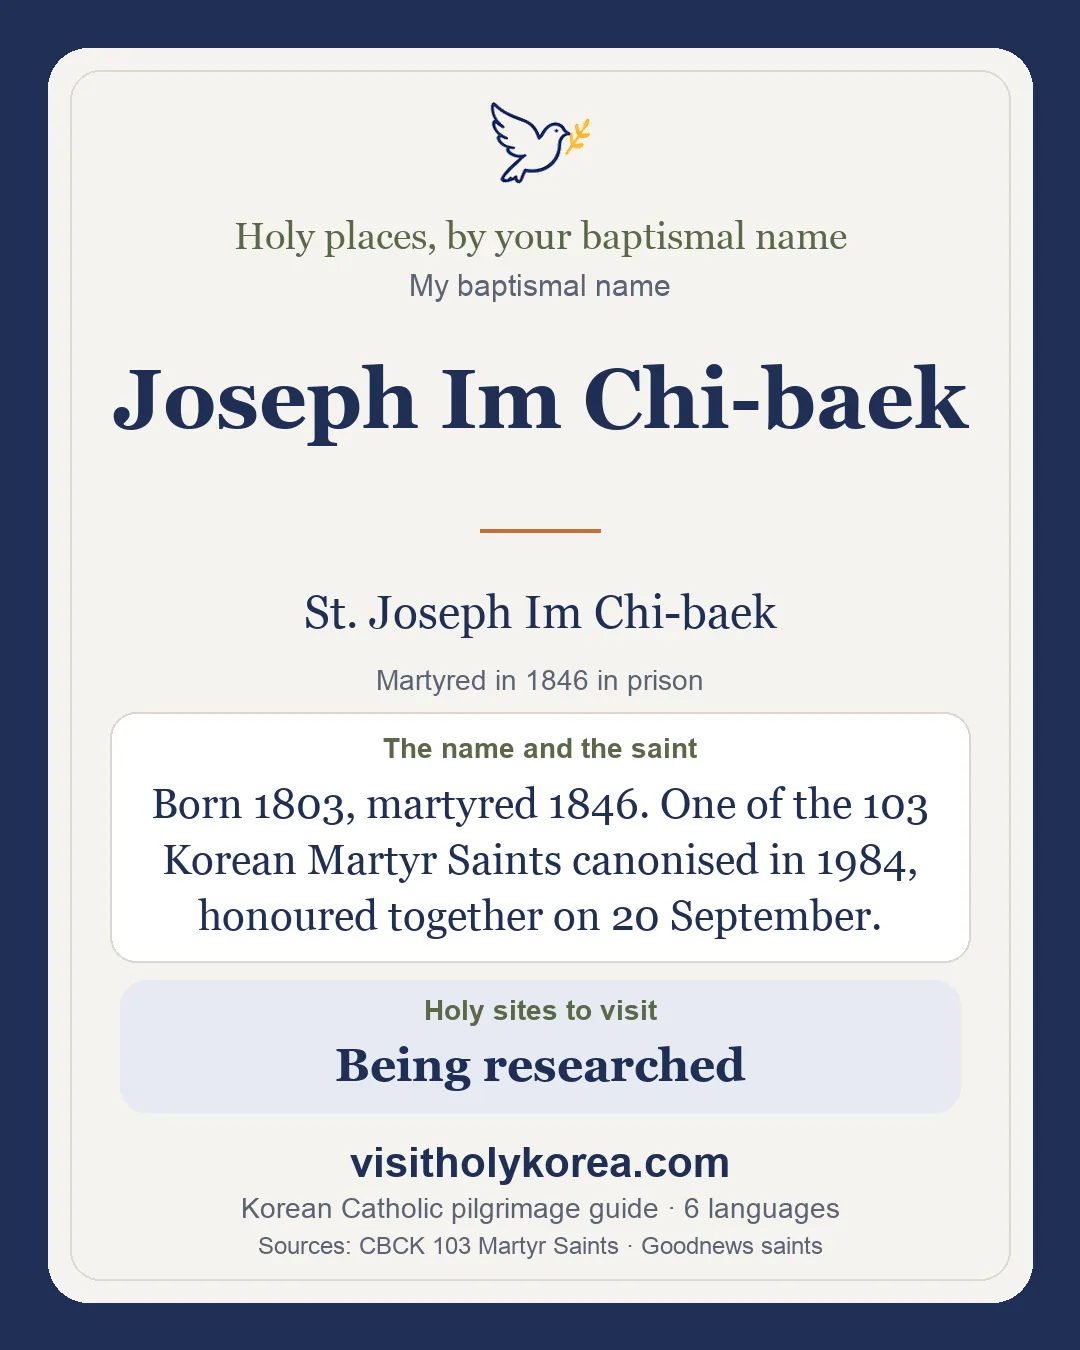 Holy places, by your baptismal name
My baptismal name
Joseph Im Chi-baek
St. Joseph Im Chi-baek
Martyred in 1846 in prison
The name and the saint
Born 1803, martyred 1846. One of the 103
Korean Martyr Saints canonised in 1984,
honoured together on 20 September.
Holy sites to visit
Being researched
visitholykorea.com
Korean Catholic pilgrimage guide · 6 languages
Sources: CBCK 103 Martyr Saints · Goodnews saints